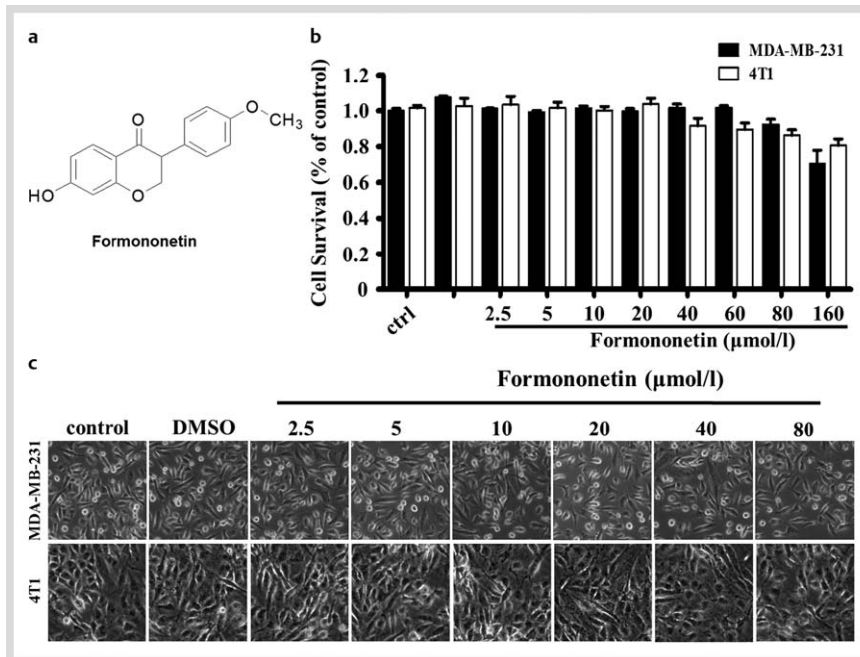 a
O
O
CH3
HO
O
Formononetin
b
MDA-MB-231
4T1
Cell Survival (% of control)
1.2
1.0
0.8
0.6
0.4
0.2
0
ctrl
2.5 5 10 20 40 60 80 160
Formononetin (μmol/l)
c
Formononetin (μmol/l)
control DMSO 2.5 5 10 20 40 80
MDA-MB-231
4T1